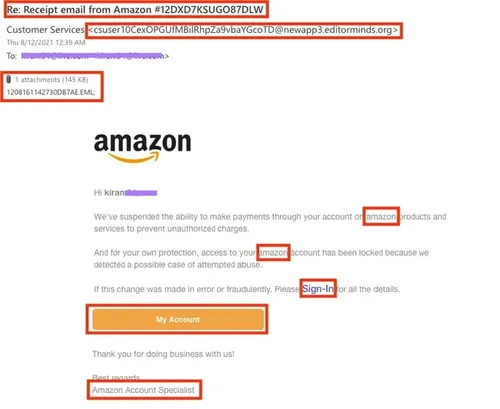 Re: Receipt email from Amazon #12DXD7KSUGO87DLW
Customer Services <csuser10CexOPGUfMBilRhpZa9vbaYGcoTD@newapp3.editorminds.org>
Thu 8/12/2021 12:39 AM
To:
1 attachments (145 KB)
1208161142730DB7AE.EML;
amazon
Hi kiran
We've suspended the ability to make payments through your account on amazon products and
services to prevent unauthorized charges.
And for your own protection, access to your amazon account has been locked because we
detected a possible case of attempted abuse.
If this change was made in error or fraudulently. Please Sign-In for all the details.
My Account
Thank you for doing business with us!
Best regards
Amazon Account Specialist